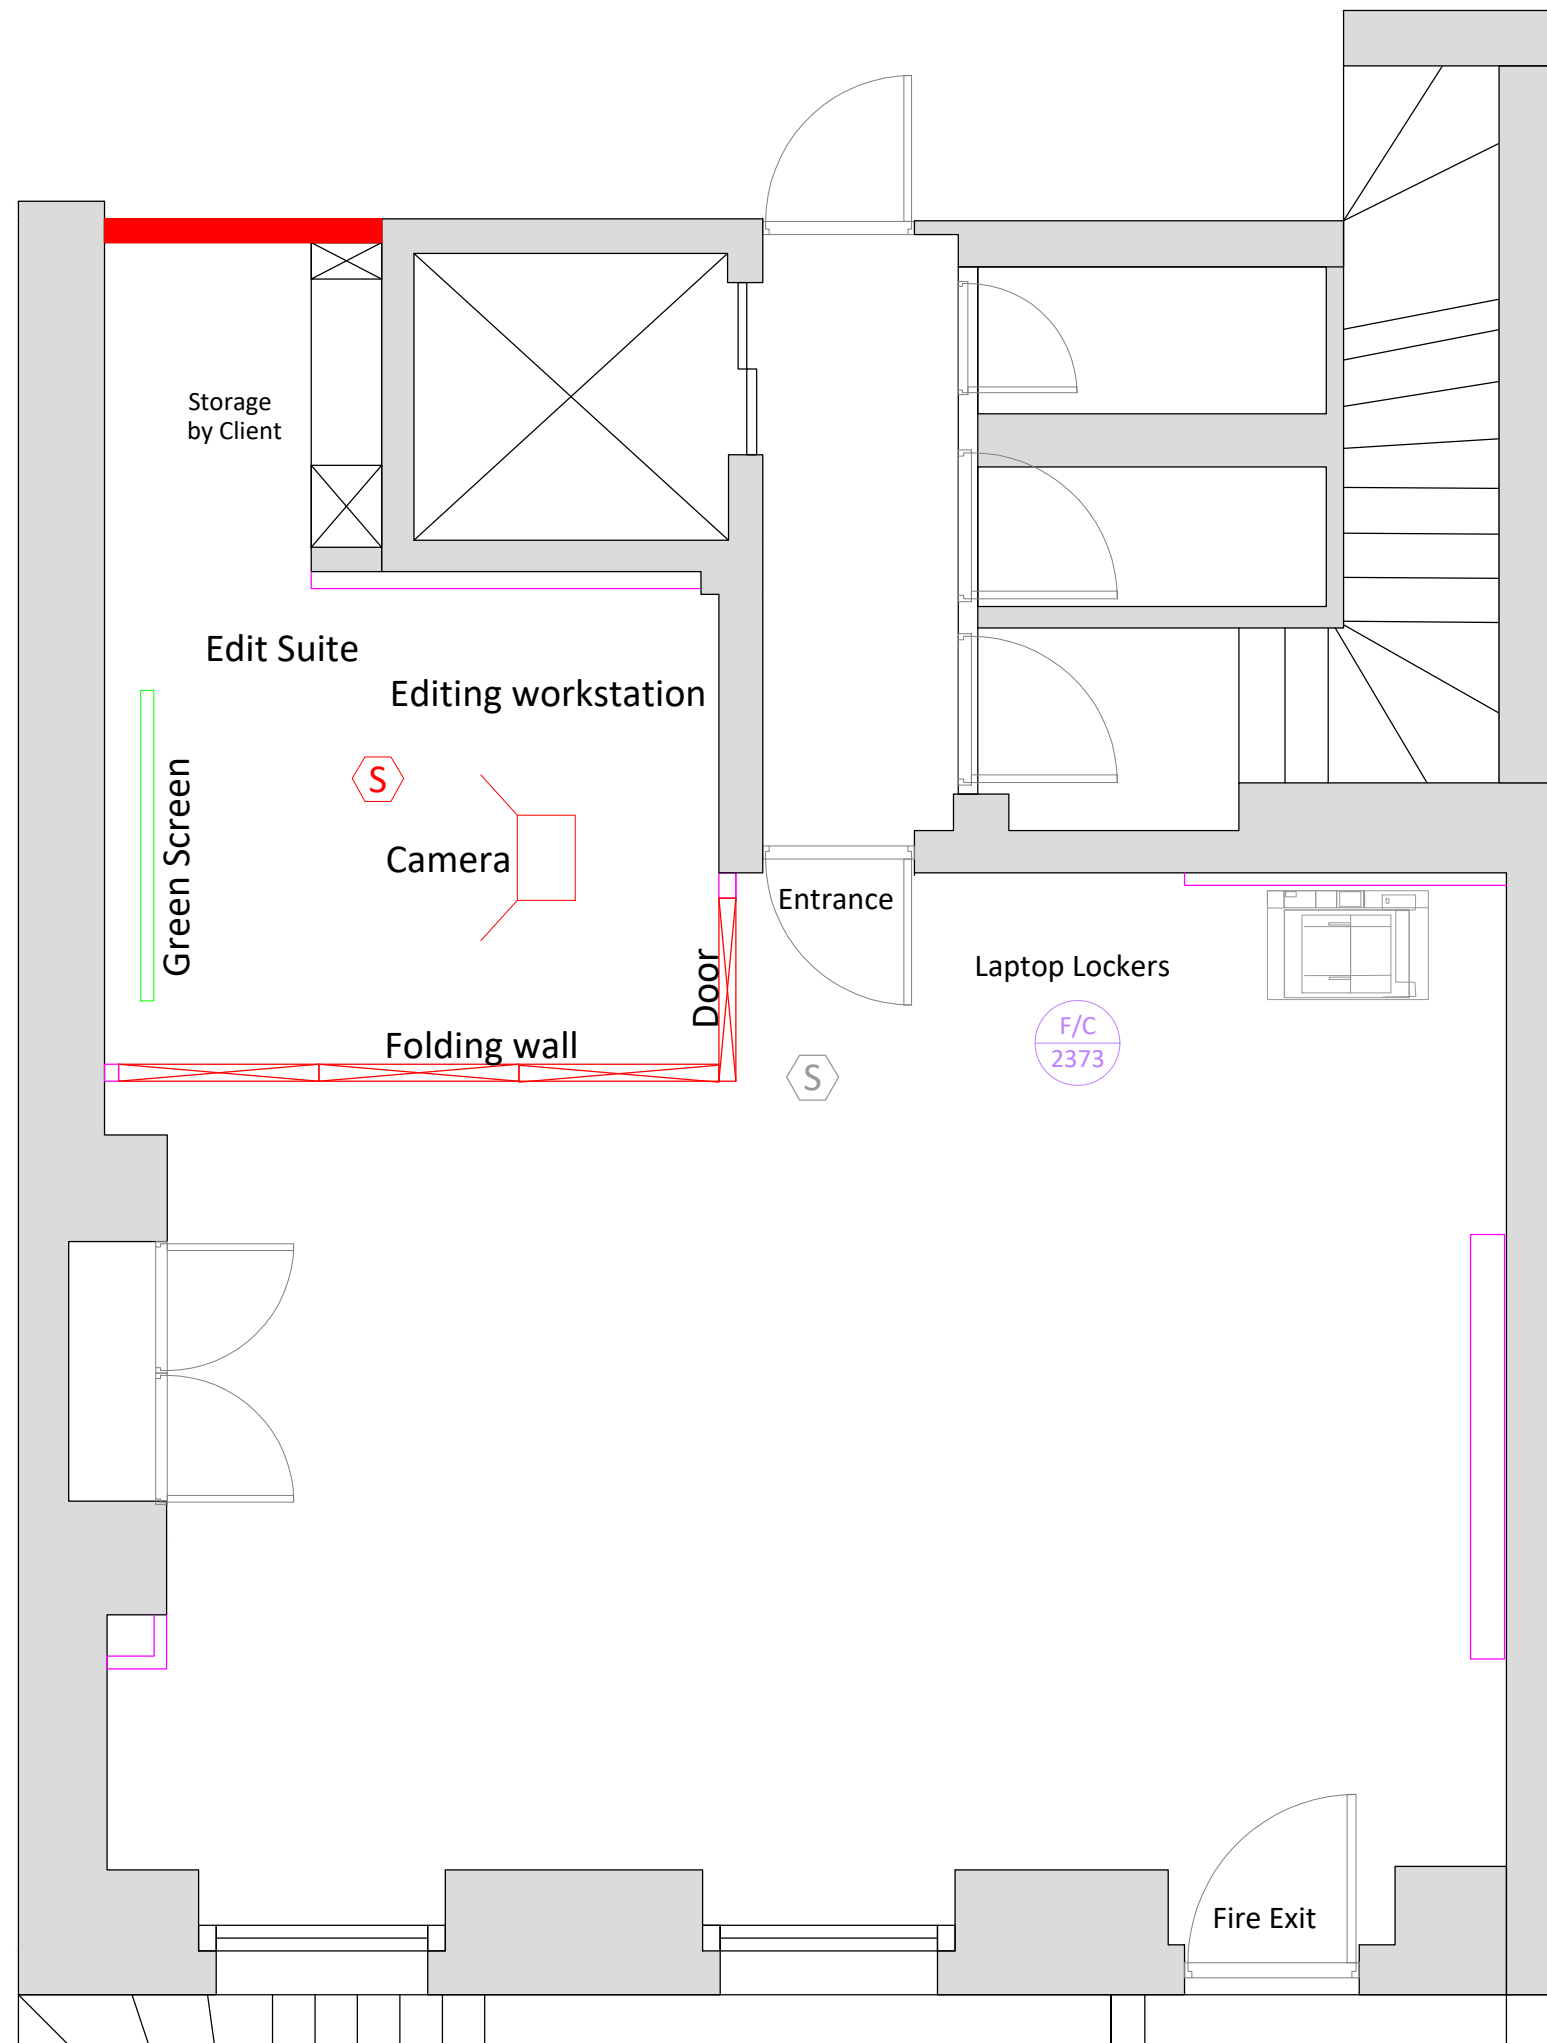 Storage
by Client
Edit Suite
Editing workstation
Green Screen
S
Camera
Entrance
Door
Laptop Lockers
F/C
2373
Folding wall
S
Fire Exit